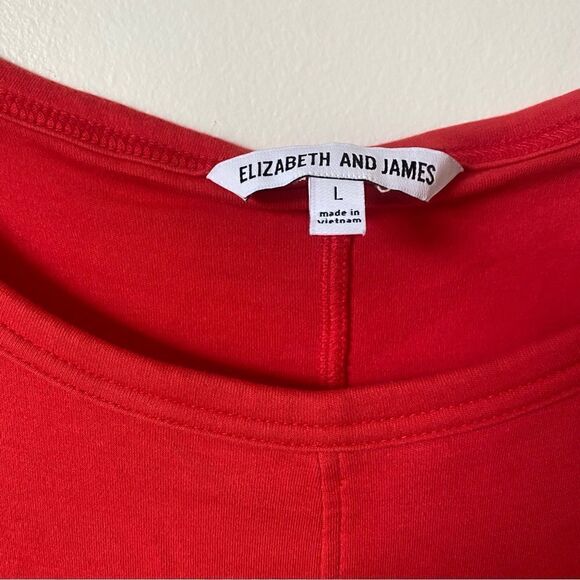 ELIZABETH AND JAMES
L
made in
vietnam